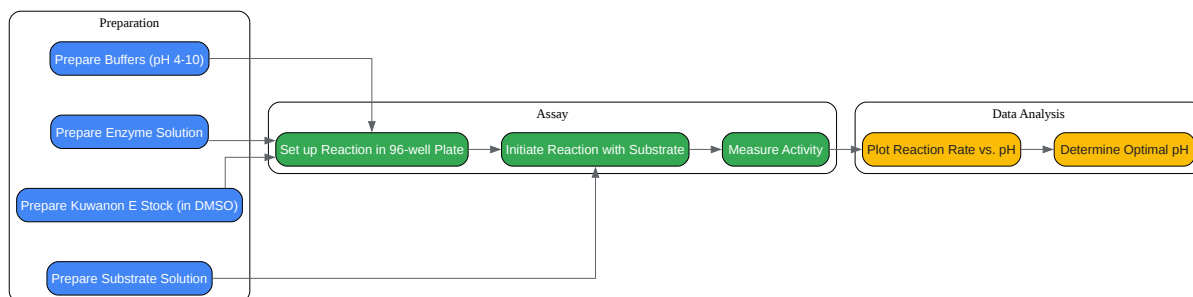 Preparation
Prepare Buffers (pH 4-10)
Prepare Enzyme Solution
Prepare Kuwanon E Stock (in DMSO)
Prepare Substrate Solution
Assay
Set up Reaction in 96-well Plate
Initiate Reaction with Substrate
Measure Activity
Data Analysis
Plot Reaction Rate vs. pH
Determine Optimal pH